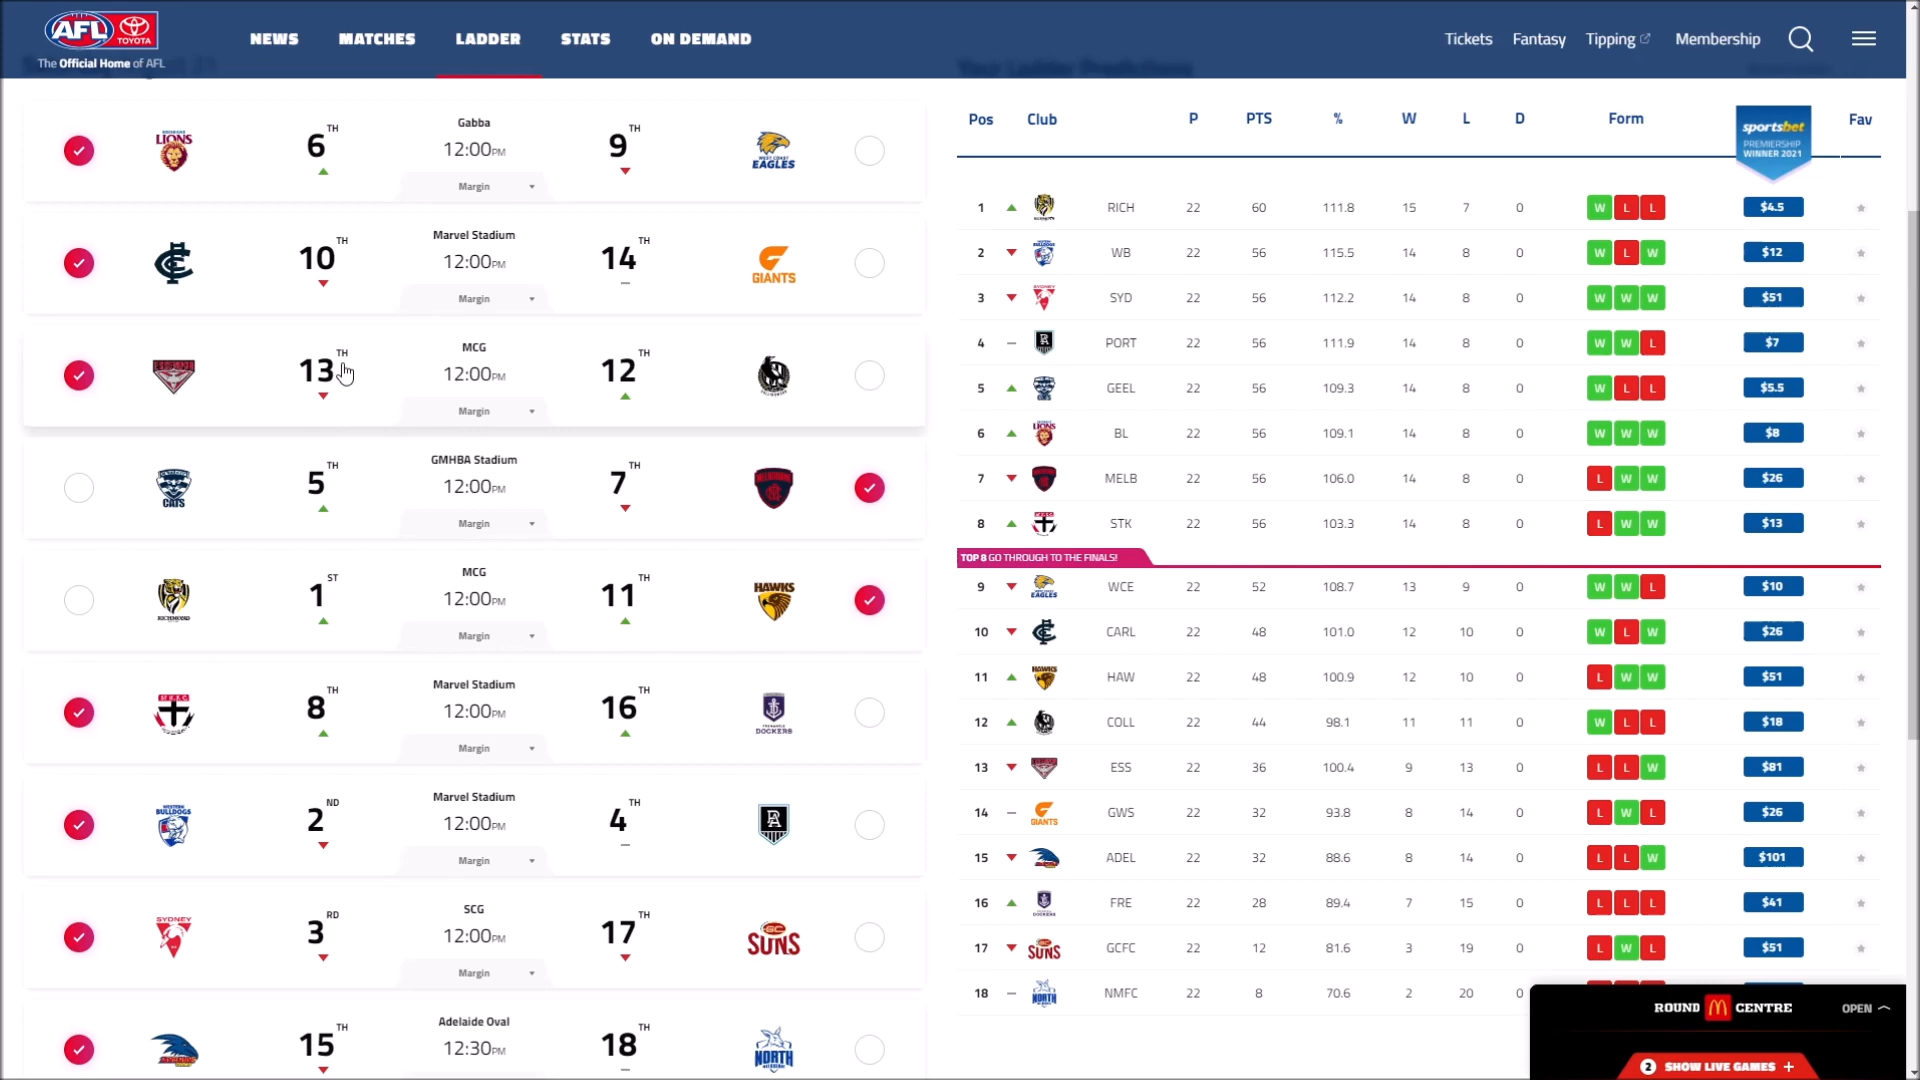 AFL TOYOTA
The Official Home of AFL
NEWS MATCHES LADDER STATS ON DEMAND
Tickets Fantasy Tipping Membership
Your Ladder Predictions
LIONS 6TH Gabba 12:00PM Margin 9TH WEST COAST EAGLES
10TH Marvel Stadium 12:00PM Margin 14TH GIANTS
ESSENDON 13TH MCG 12:00PM Margin 12TH
CATS 5TH GMHBA Stadium 12:00PM Margin 7TH MELBOURNE
RICHMOND 1ST MCG 12:00PM Margin 11TH HAWKS
8TH Marvel Stadium 12:00PM Margin 16TH DOCKERS
WESTERN BULLDOGS 2ND Marvel Stadium 12:00PM Margin 4TH PA
SYDNEY 3RD SCG 12:00PM Margin 17TH GC SUNS
15TH Adelaide Oval 12:30PM 18TH NORTH
Pos Club P PTS % W L D Form sportsbet PREMIERSHIP WINNER 2021 Fav
1 RICH 22 60 111.8 15 7 0 W L L $4.5
2 WB 22 56 115.5 14 8 0 W L W $12
3 SYD 22 56 112.2 14 8 0 W W W $51
4 PORT 22 56 111.9 14 8 0 W W L $7
5 GEEL 22 56 109.3 14 8 0 W L L $5.5
6 BL 22 56 109.1 14 8 0 W W W $8
7 MELB 22 56 106.0 14 8 0 L W W $26
8 STK 22 56 103.3 14 8 0 L W W $13
TOP 8 GO THROUGH TO THE FINALS!
9 WCE 22 52 108.7 13 9 0 W W L $10
10 CARL 22 48 101.0 12 10 0 W L W $26
11 HAW 22 48 100.9 12 10 0 L W W $51
12 COLL 22 44 98.1 11 11 0 W L L $18
13 ESS 22 36 100.4 9 13 0 L L W $81
14 GWS 22 32 93.8 8 14 0 L W L $26
15 ADEL 22 32 88.6 8 14 0 L L W $101
16 FRE 22 28 89.4 7 15 0 L L L $41
17 GCFC 22 12 81.6 3 19 0 L W L $51
18 NMFC 22 8 70.6 2 20 0
ROUND M CENTRE OPEN
2 SHOW LIVE GAMES +